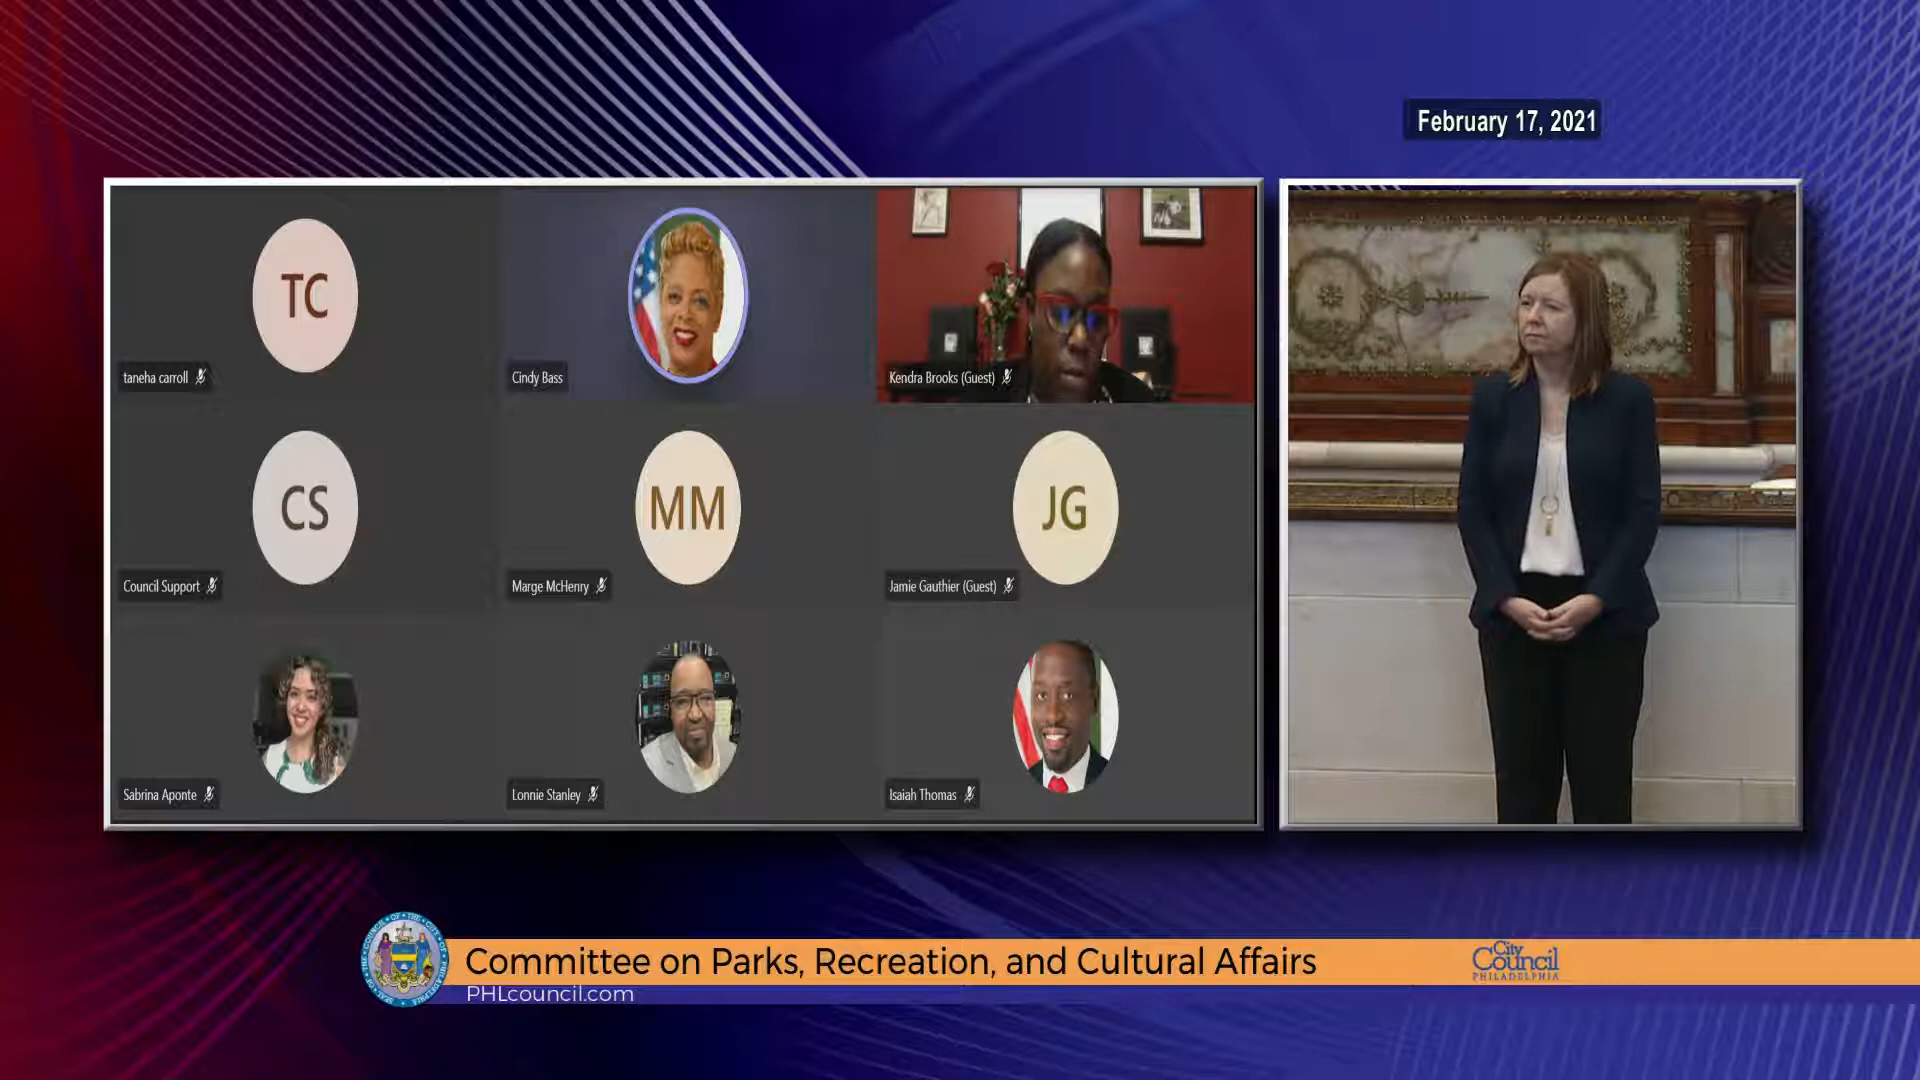 February 17, 2021
TC
taneha carroll
Cindy Bass
Kendra Brooks (Guest)
CS
Council Support
MM
Marge McHenry
JG
Jamie Gauthier (Guest)
Sabrina Aponte
Lonnie Stanley
Isaiah Thomas
Committee on Parks, Recreation, and Cultural Affairs
City
Council
PHILADELPHIA
PHLcouncil.com